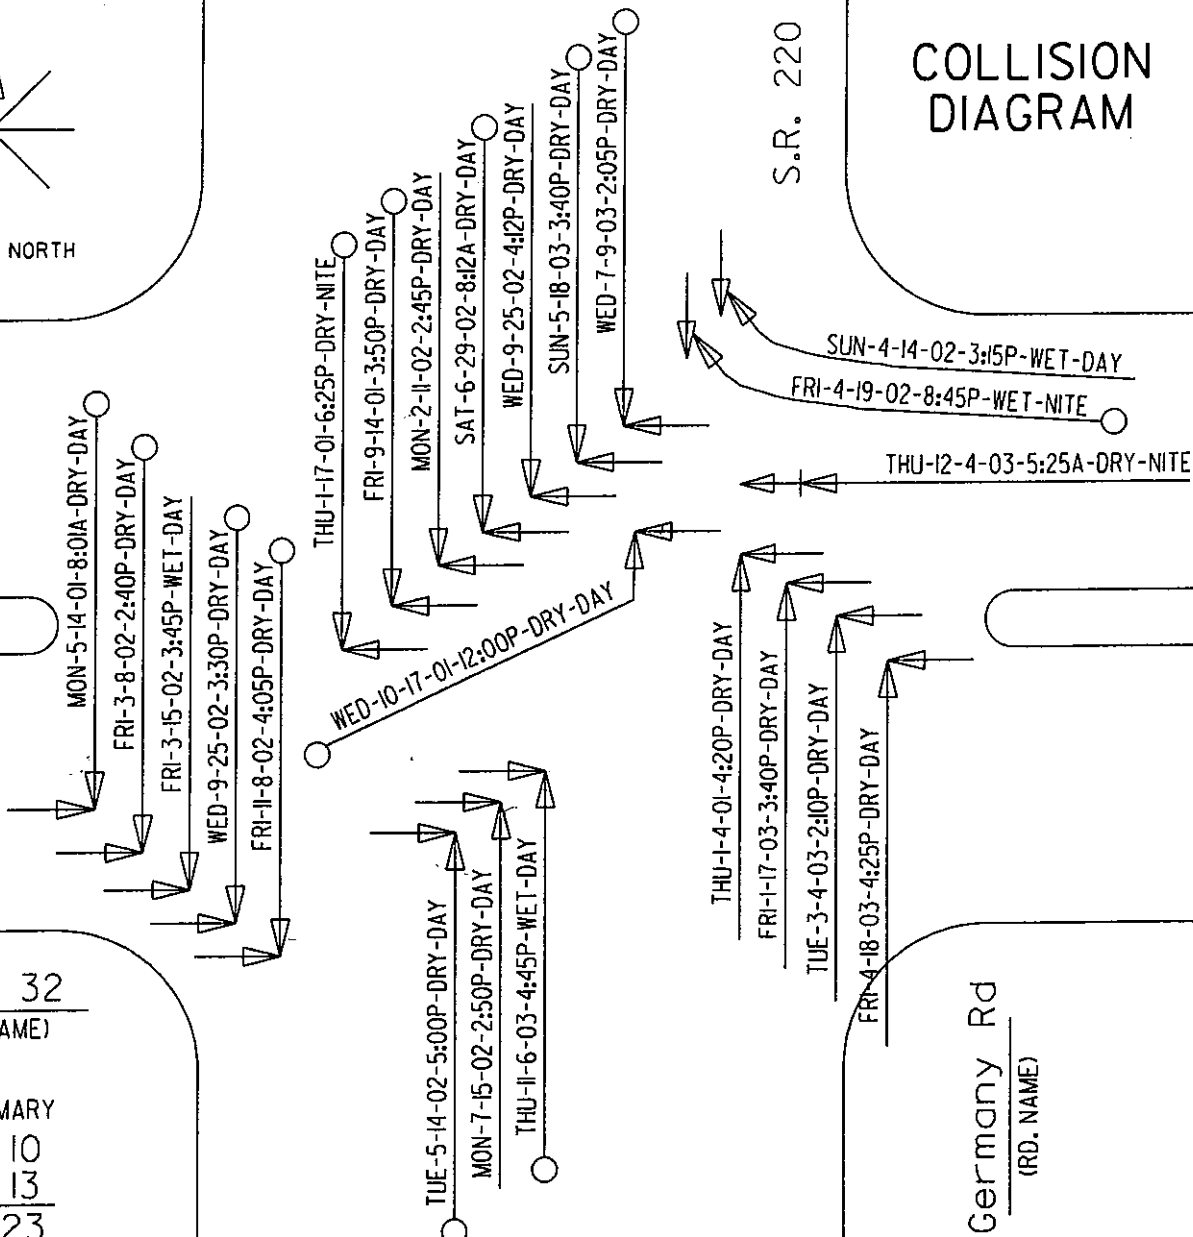 COLLISION
DIAGRAM
S.R. 220
NORTH
WED-7-9-03-2:05P-DRY-DAY
SUN-5-18-03-3:40P-DRY-DAY
WED-9-25-02-4:12P-DRY-DAY
SAT-6-29-02-8:12A-DRY-DAY
MON-2-11-02-2:45P-DRY-DAY
FRI-9-14-01-3:50P-DRY-DAY
THU-1-17-01-6:25P-DRY-NITE
SUN-4-14-02-3:15P-WET-DAY
FRI-4-19-02-8:45P-WET-NITE
THU-12-4-03-5:25A-DRY-NITE
MON-5-14-01-8:01A-DRY-DAY
FRI-3-8-02-2:40P-DRY-DAY
FRI-3-15-02-3:45P-WET-DAY
WED-9-25-02-3:30P-DRY-DAY
FRI-11-8-02-4:05P-DRY-DAY
WED-10-17-01-12:00P-DRY-DAY
THU-1-4-01-4:20P-DRY-DAY
FRI-1-17-03-3:40P-DRY-DAY
TUE-3-4-03-2:10P-DRY-DAY
FRI-4-18-03-4:25P-DRY-DAY
TUE-5-14-02-5:00P-DRY-DAY
MON-7-15-02-2:50P-DRY-DAY
THU-11-6-03-4:45P-WET-DAY
32
AME)
MARY
10
13
23
Germany Rd
(RD. NAME)